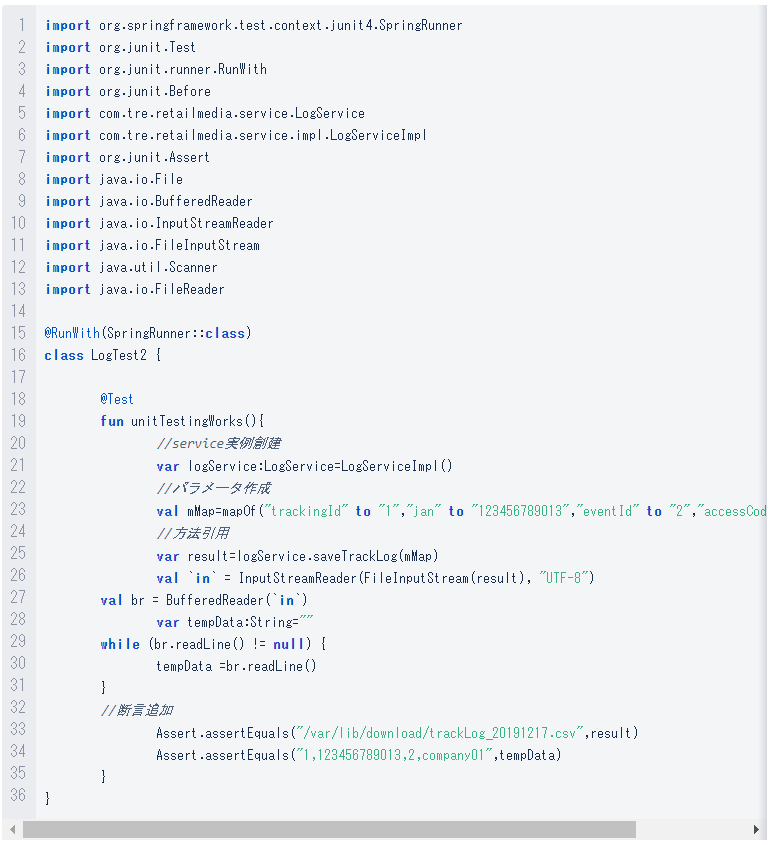 1 import org.springframework.test.context.junit4.SpringRunner
2 import org.junit.Test
3 import org.junit.runner.RunWith
4 import org.junit.Before
5 import com.tre.retailmedia.service.LogService
6 import com.tre.retailmedia.service.impl.LogServiceImpl
7 import org.junit.Assert
8 import java.io.File
9 import java.io.BufferedReader
10 import java.io.InputStreamReader
11 import java.io.FileInputStream
12 import java.util.Scanner
13 import java.io.FileReader
14
15 @RunWith(SpringRunner::class)
16 class LogTest2 {
17
18 @Test
19 fun unitTestingWorks(){
20 //service実例創建
21 var logService:LogService=LogServiceImpl()
22 //パラメータ作成
23 val mMap=mapOf("trackingId" to "1","jan" to "123456789013","eventId" to "2","accessCod
24 //方法引用
25 var result=logService.saveTrackLog(mMap)
26 val `in` = InputStreamReader(FileInputStream(result), "UTF-8")
27 val br = BufferedReader(`in`)
28 var tempData:String=""
29 while (br.readLine() != null) {
30 tempData =br.readLine()
31 }
32 //断言追加
33 Assert.assertEquals("/var/lib/download/trackLog_20191217.csv",result)
34 Assert.assertEquals("1,123456789013,2,company01",tempData)
35 }
36 }